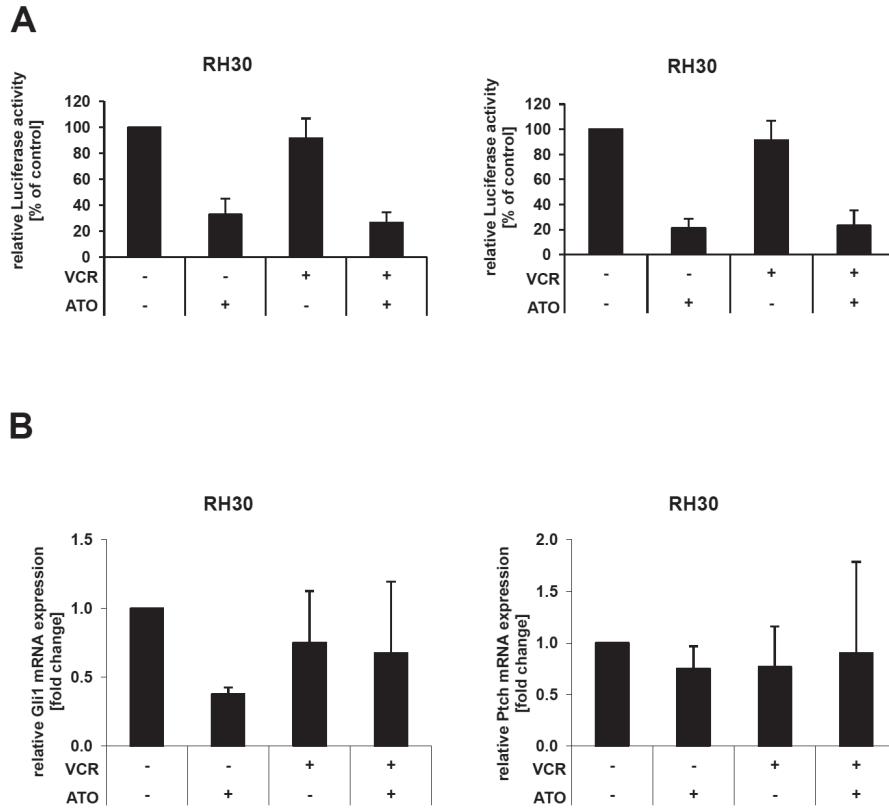 A
RH30
relative Luciferase activity
[% of control]
120
100
80
60
40
20
0
VCR - - + +
ATO - + - +
RH30
relative Luciferase activity
[% of control]
120
100
80
60
40
20
0
VCR - - + +
ATO - + - +
B
RH30
relative Gli1 mRNA expression
[fold change]
1.5
1.0
0.5
0.0
VCR - - + +
ATO - + - +
RH30
relative Ptch mRNA expression
[fold change]
2.0
1.5
1.0
0.5
0.0
VCR - - + +
ATO - + - +